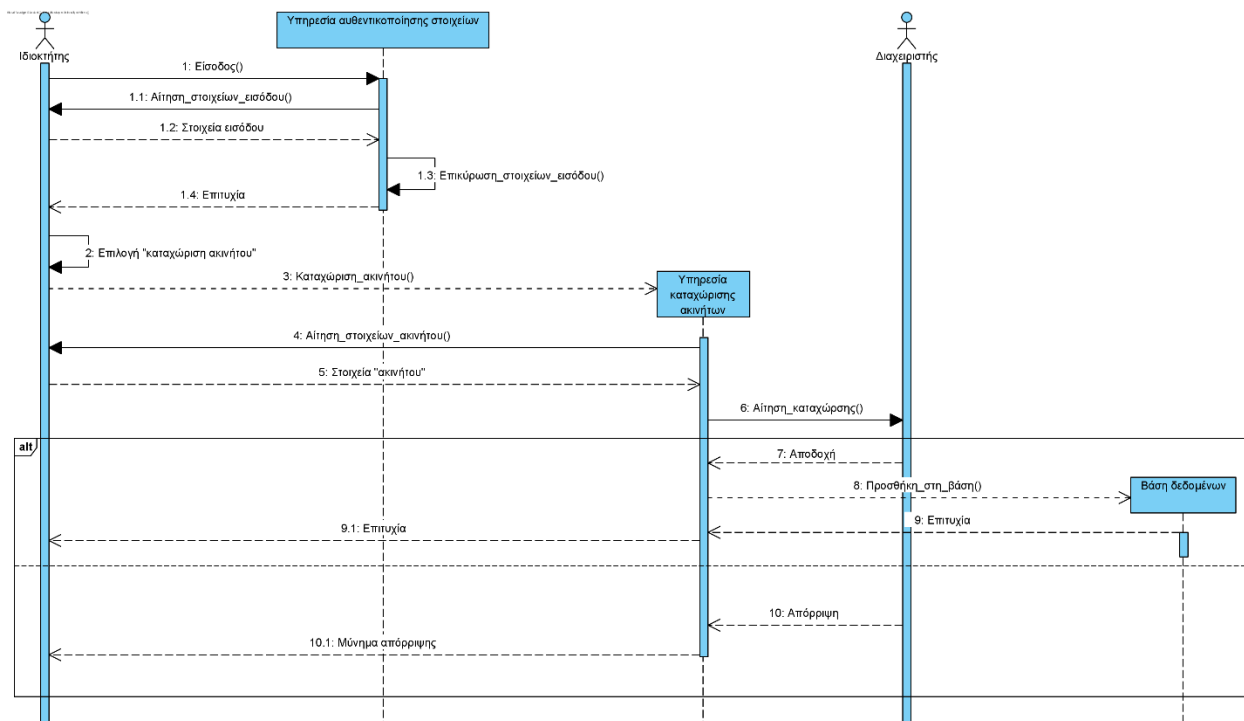 Υπηρεσία αυθεντικοποίησης στοιχείων
Ιδιοκτήτης
Διαχειριστής
1: Είσοδος()
1.1: Αίτηση_στοιχείων_εισόδου()
1.2: Στοιχεία εισόδου
1.3: Επικύρωση_στοιχείων_εισόδου()
1.4: Επιτυχία
2: Επιλογή "καταχώριση ακινήτου"
3: Καταχώριση_ακινήτου()
Υπηρεσία
καταχώρισης
ακινήτων
4: Αίτηση_στοιχείων_ακινήτου()
5: Στοιχεία "ακινήτου"
6: Αίτηση_καταχώρσης()
alt
7: Αποδοχή
8: Προσθήκη_στη_βάση()
Βάση δεδομένων
9: Επιτυχία
9.1: Επιτυχία
10: Απόρριψη
10.1: Μύνημα απόρριψης